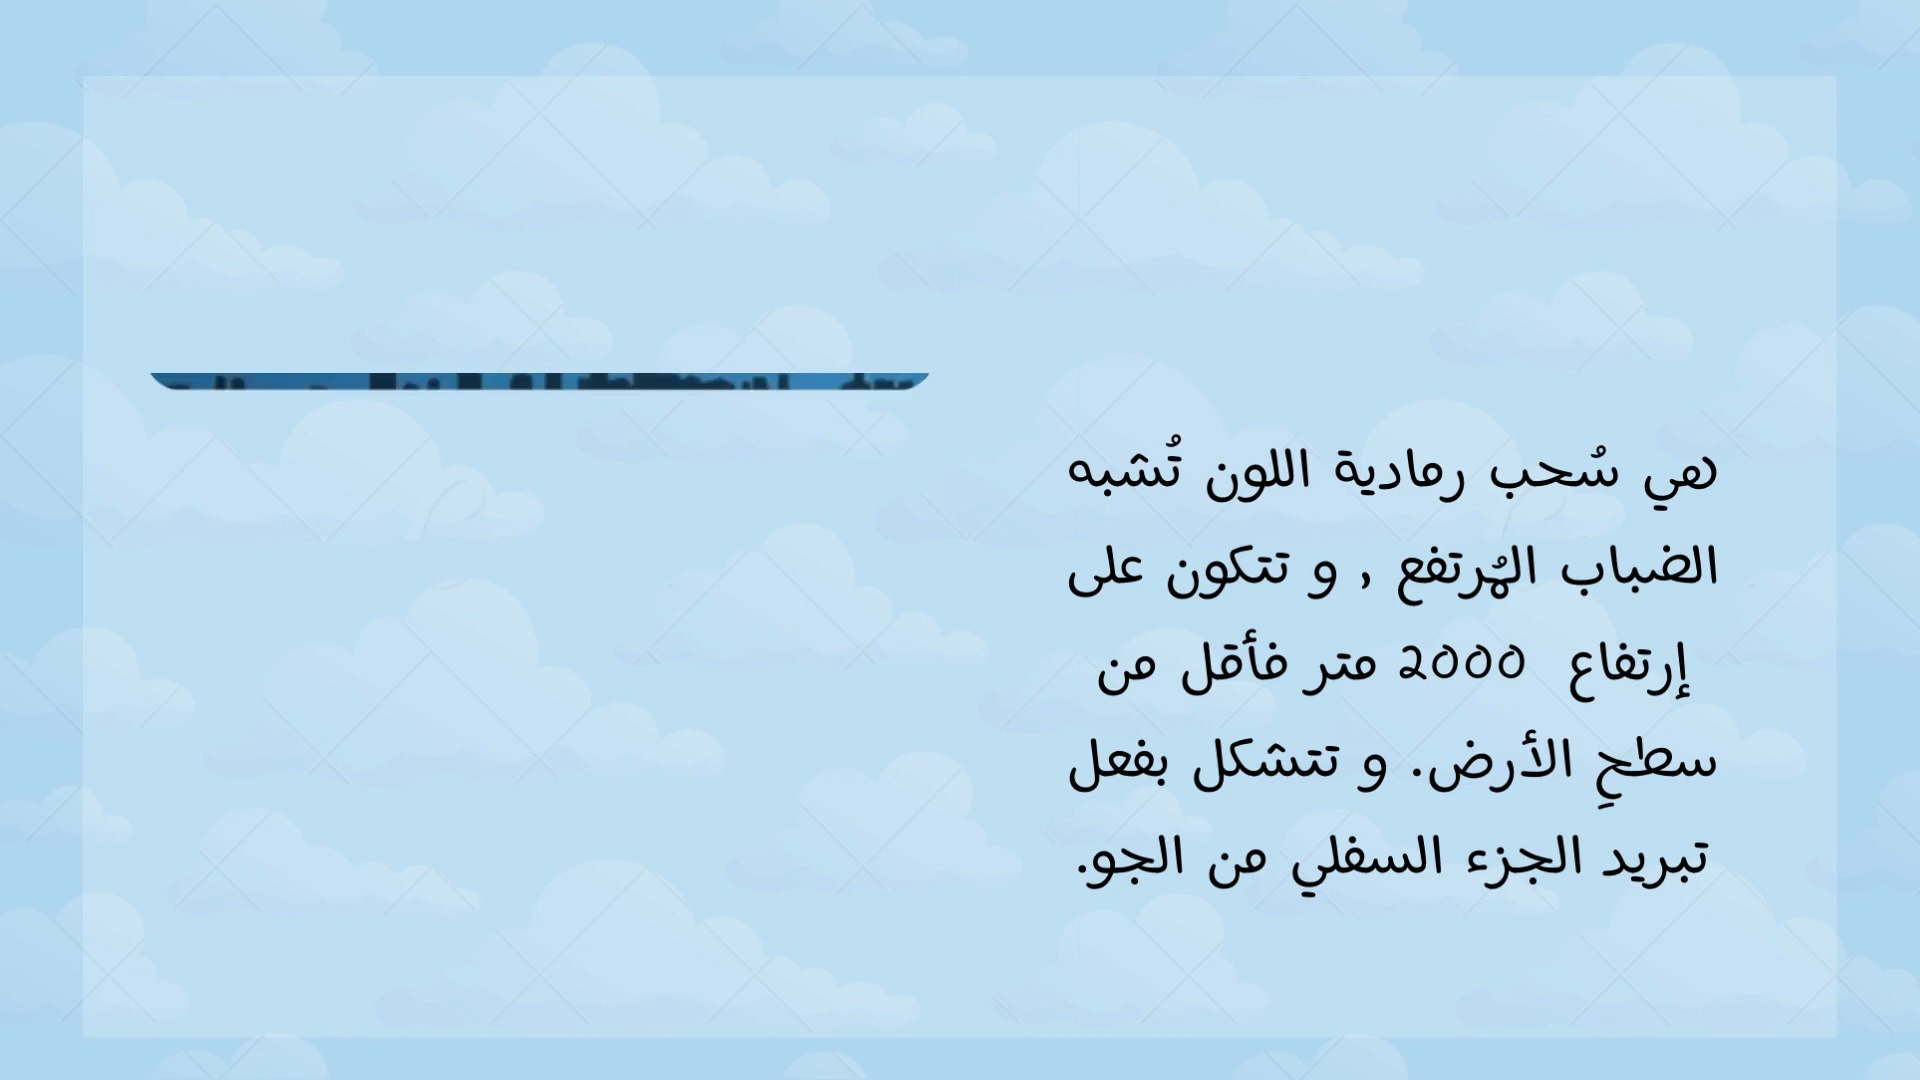 هي سُحب رمادية اللون تُشبه
الضباب المُرتفع , و تتكون على
إرتفاع 2000 متر فأقل من
سطحِ الأرض. و تتشكل بفعل
تبريد الجزء السفلي من الجو.